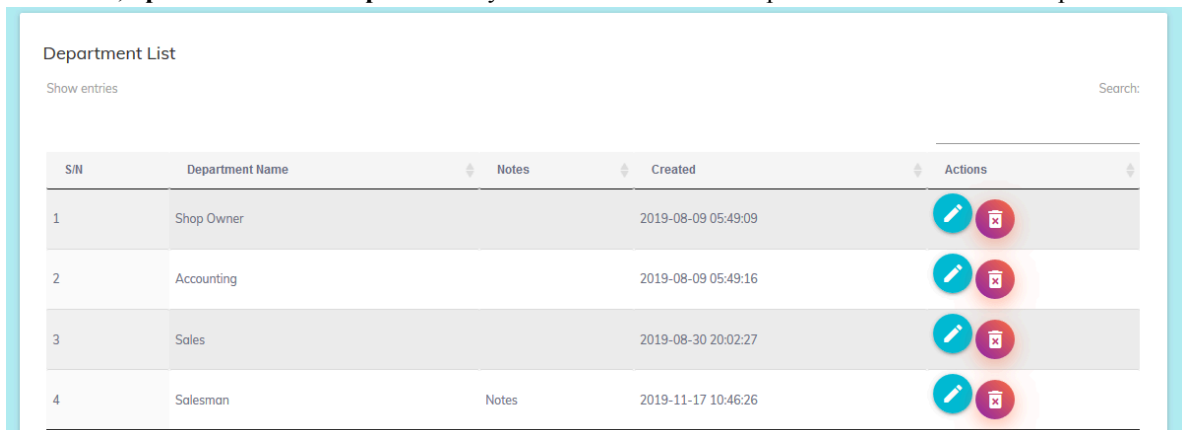 Department List
Show entries Search:
S/N Department Name Notes Created Actions
1 Shop Owner 2019-08-09 05:49:09
2 Accounting 2019-08-09 05:49:16
3 Sales 2019-08-30 20:02:27
4 Salesman Notes 2019-11-17 10:46:26